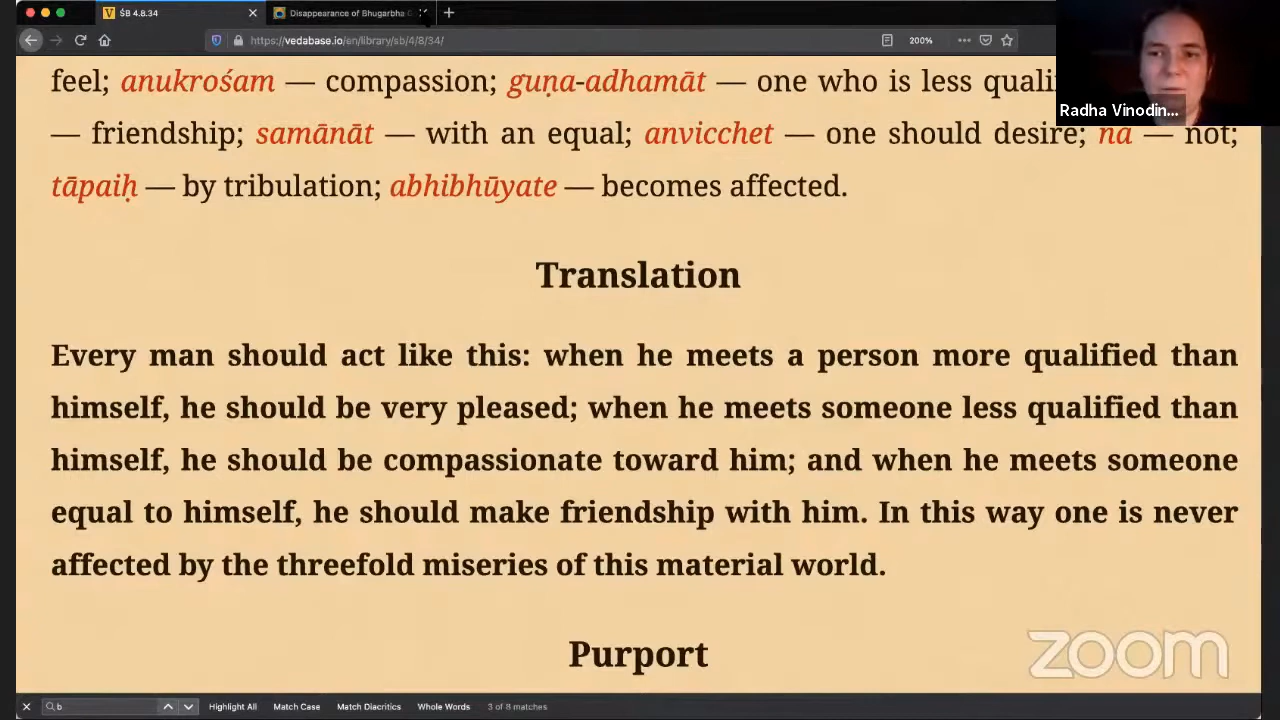 ŚB 4.8.34
Disappearance of Bhugarbha
https://vedabase.io/en/library/sb/4/8/34/
200%
Radha Vinodin...
feel; anukrośam — compassion; guṇa-adhamāt — one who is less
— friendship; samānāt — with an equal; anvicchet — one should desire; na — not;
tāpaiḥ — by tribulation; abhibhūyate — becomes affected.
Translation
Every man should act like this: when he meets a person more qualified than
himself, he should be very pleased; when he meets someone less qualified than
himself, he should be compassionate toward him; and when he meets someone
equal to himself, he should make friendship with him. In this way one is never
affected by the threefold miseries of this material world.
Purport
zoom
b
Highlight All Match Case Match Diacritics Whole Words 3 of 8 matches